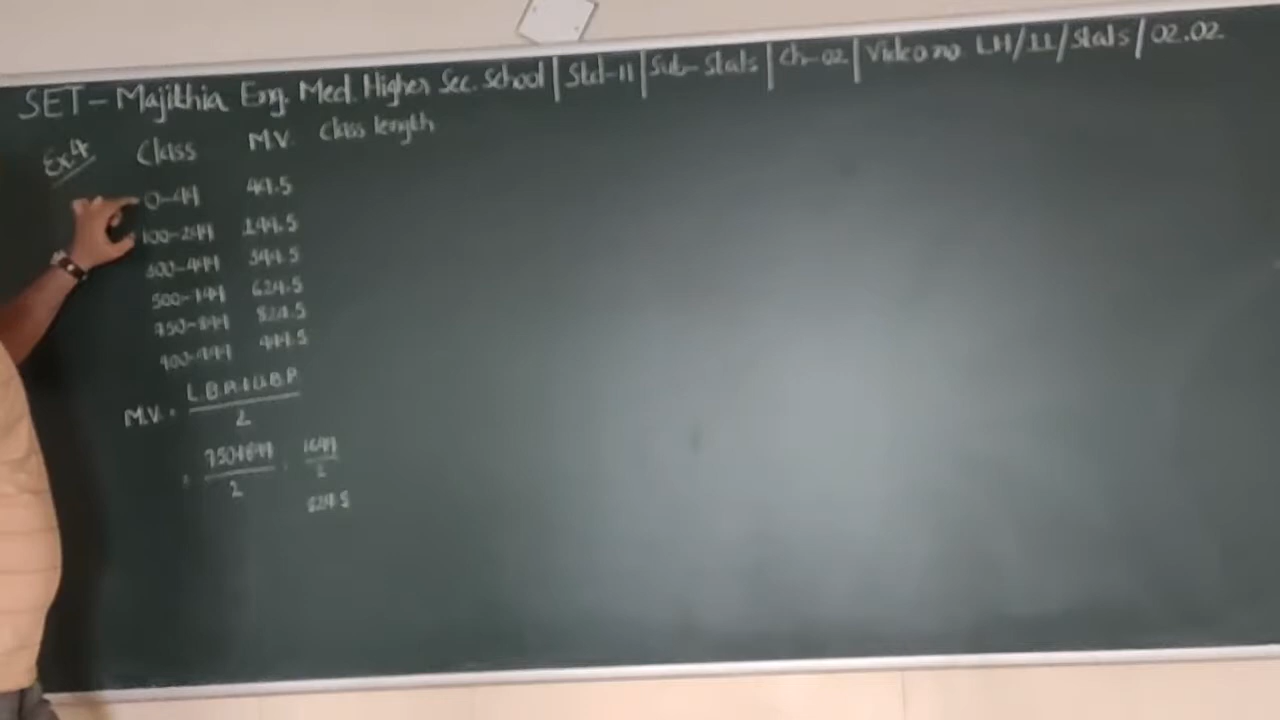 SET - Majithia Eng. Med. Higher Sec. School | Std-11 | Sub-Stats | Ch-02 | Video no LH/11/Stats/02.02
Ex.4 Class M.V. Class length
0-99 49.5
100-299 199.5
300-499 399.5
500-749 624.5
750-899 824.5
900-999 949.5
M.V. = L.B.P + U.B.P / 2
= 750+899 / 2 = 1649 / 2
824.5